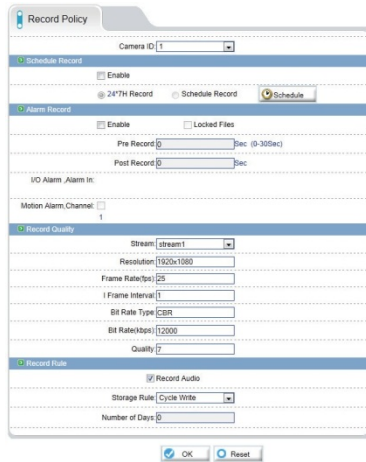 Record Policy
Camera ID: 1
Schedule Record
Enable
24*7H Record Schedule Record Schedule
Alarm Record
Enable Locked Files
Pre Record: 0 Sec (0-30Sec)
Post Record: 0 Sec
I/O Alarm ,Alarm In:
Motion Alarm,Channel:
1
Record Quality
Stream: stream1
Resolution: 1920x1080
Frame Rate(fps): 25
I Frame Interval: 1
Bit Rate Type: CBR
Bit Rate(kbps): 12000
Quality: 7
Record Rule
Record Audio
Storage Rule: Cycle Write
Number of Days: 0
OK Reset